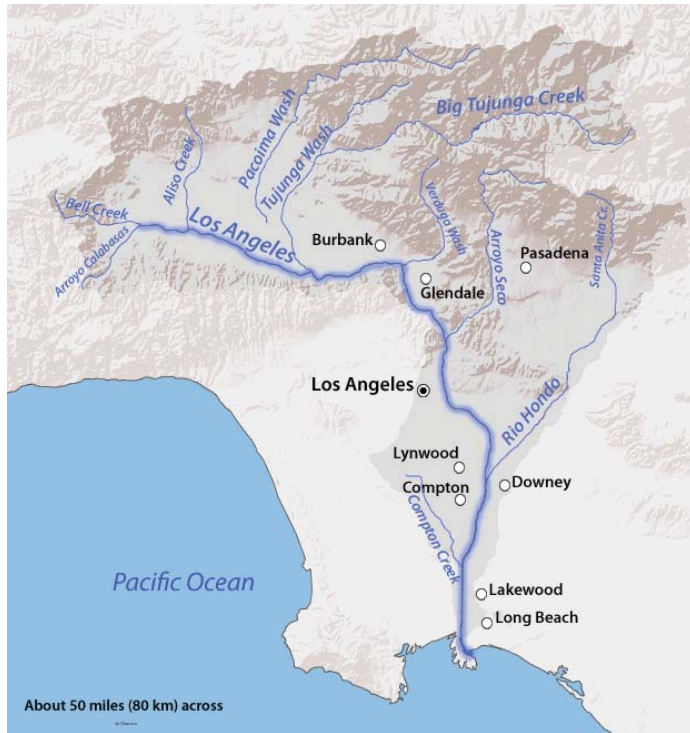 Big Tujunga Creek
Pacoima Wash
Tujunga Wash
Aliso Creek
Verdugo Wash
Bell Creek
Los Angeles
Arroyo Calabasas
Burbank
Glendale
Arroyo Seco
Pasadena
Santa Anita Cr.
Los Angeles
Rio Hondo
Lynwood
Compton
Downey
Compton Creek
Pacific Ocean
Lakewood
Long Beach
About 50 miles (80 km) across